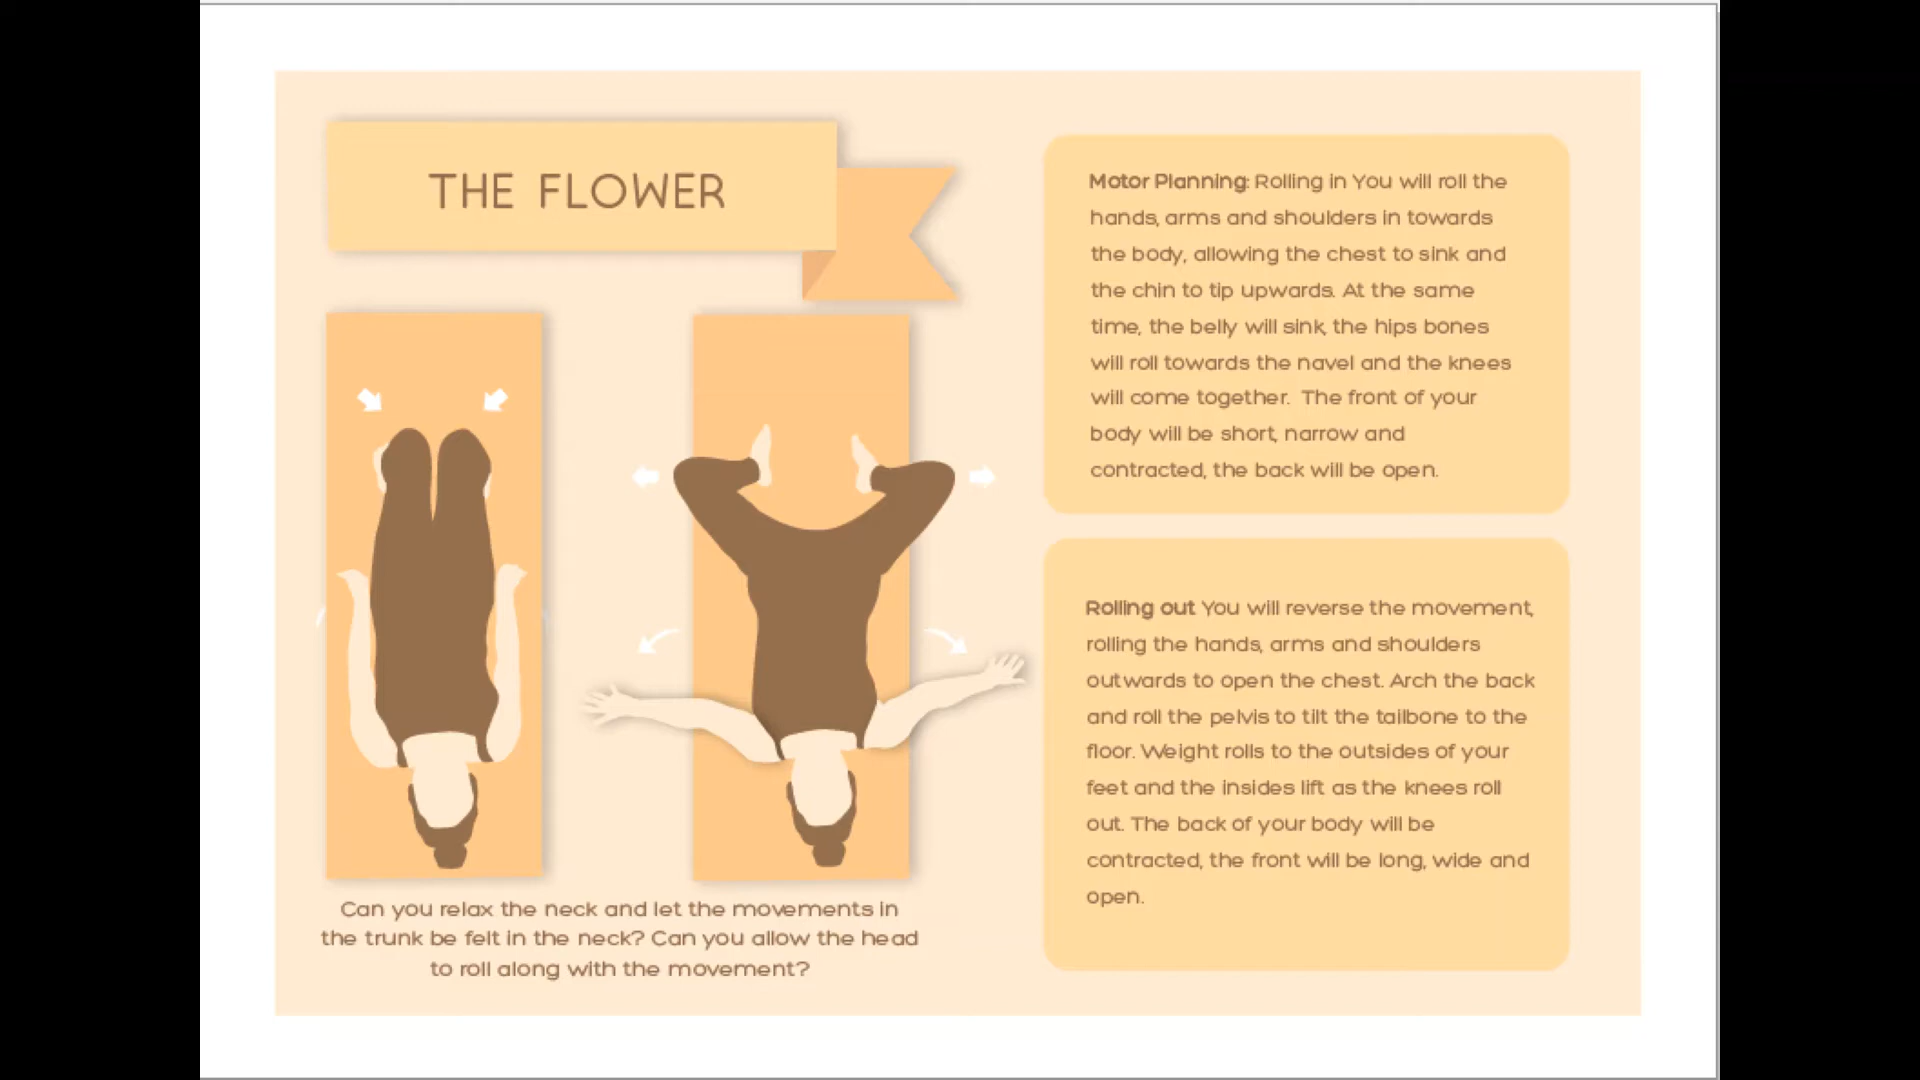 THE FLOWER
Motor Planning: Rolling in You will roll the
hands, arms and shoulders in towards
the body, allowing the chest to sink and
the chin to tip upwards. At the same
time, the belly will sink, the hips bones
will roll towards the navel and the knees
will come together.  The front of your
body will be short, narrow and
contracted, the back will be open.
Rolling out You will reverse the movement,
rolling the hands, arms and shoulders
outwards to open the chest. Arch the back
and roll the pelvis to tilt the tailbone to the
floor. Weight rolls to the outsides of your
feet and the insides lift as the knees roll
out. The back of your body will be
contracted, the front will be long, wide and
open.
Can you relax the neck and let the movements in
the trunk be felt in the neck? Can you allow the head
to roll along with the movement?